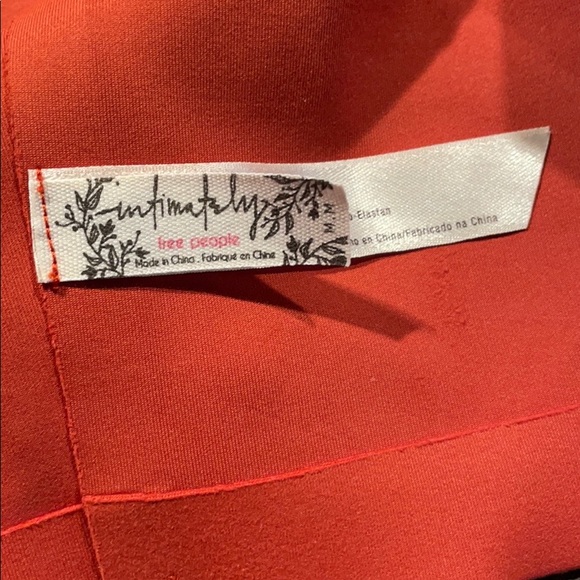 intimately
free people
Made in China . Fabriqué en Chine
M M
-Elastan
en China/Fabricado na China